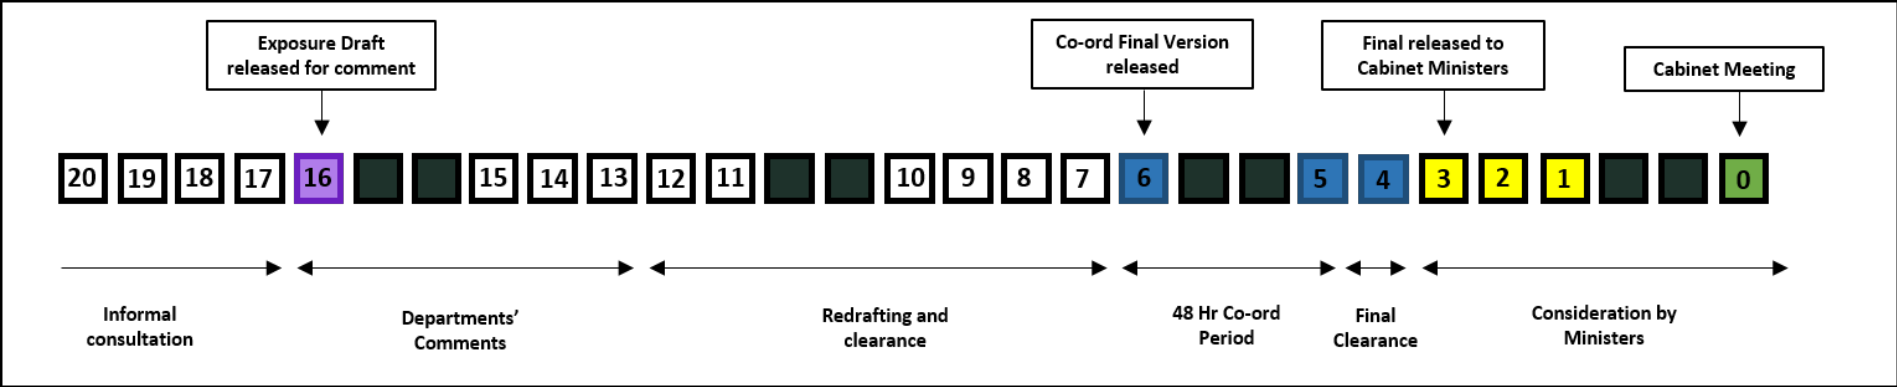 Exposure Draft
released for comment
Co-ord Final Version
released
Final released to
Cabinet Ministers
Cabinet Meeting
20 19 18 17 16 15 14 13 12 11 10 9 8 7 6 5 4 3 2 1 0
Informal
consultation
Departments’
Comments
Redrafting and
clearance
48 Hr Co-ord
Period
Final
Clearance
Consideration by
Ministers